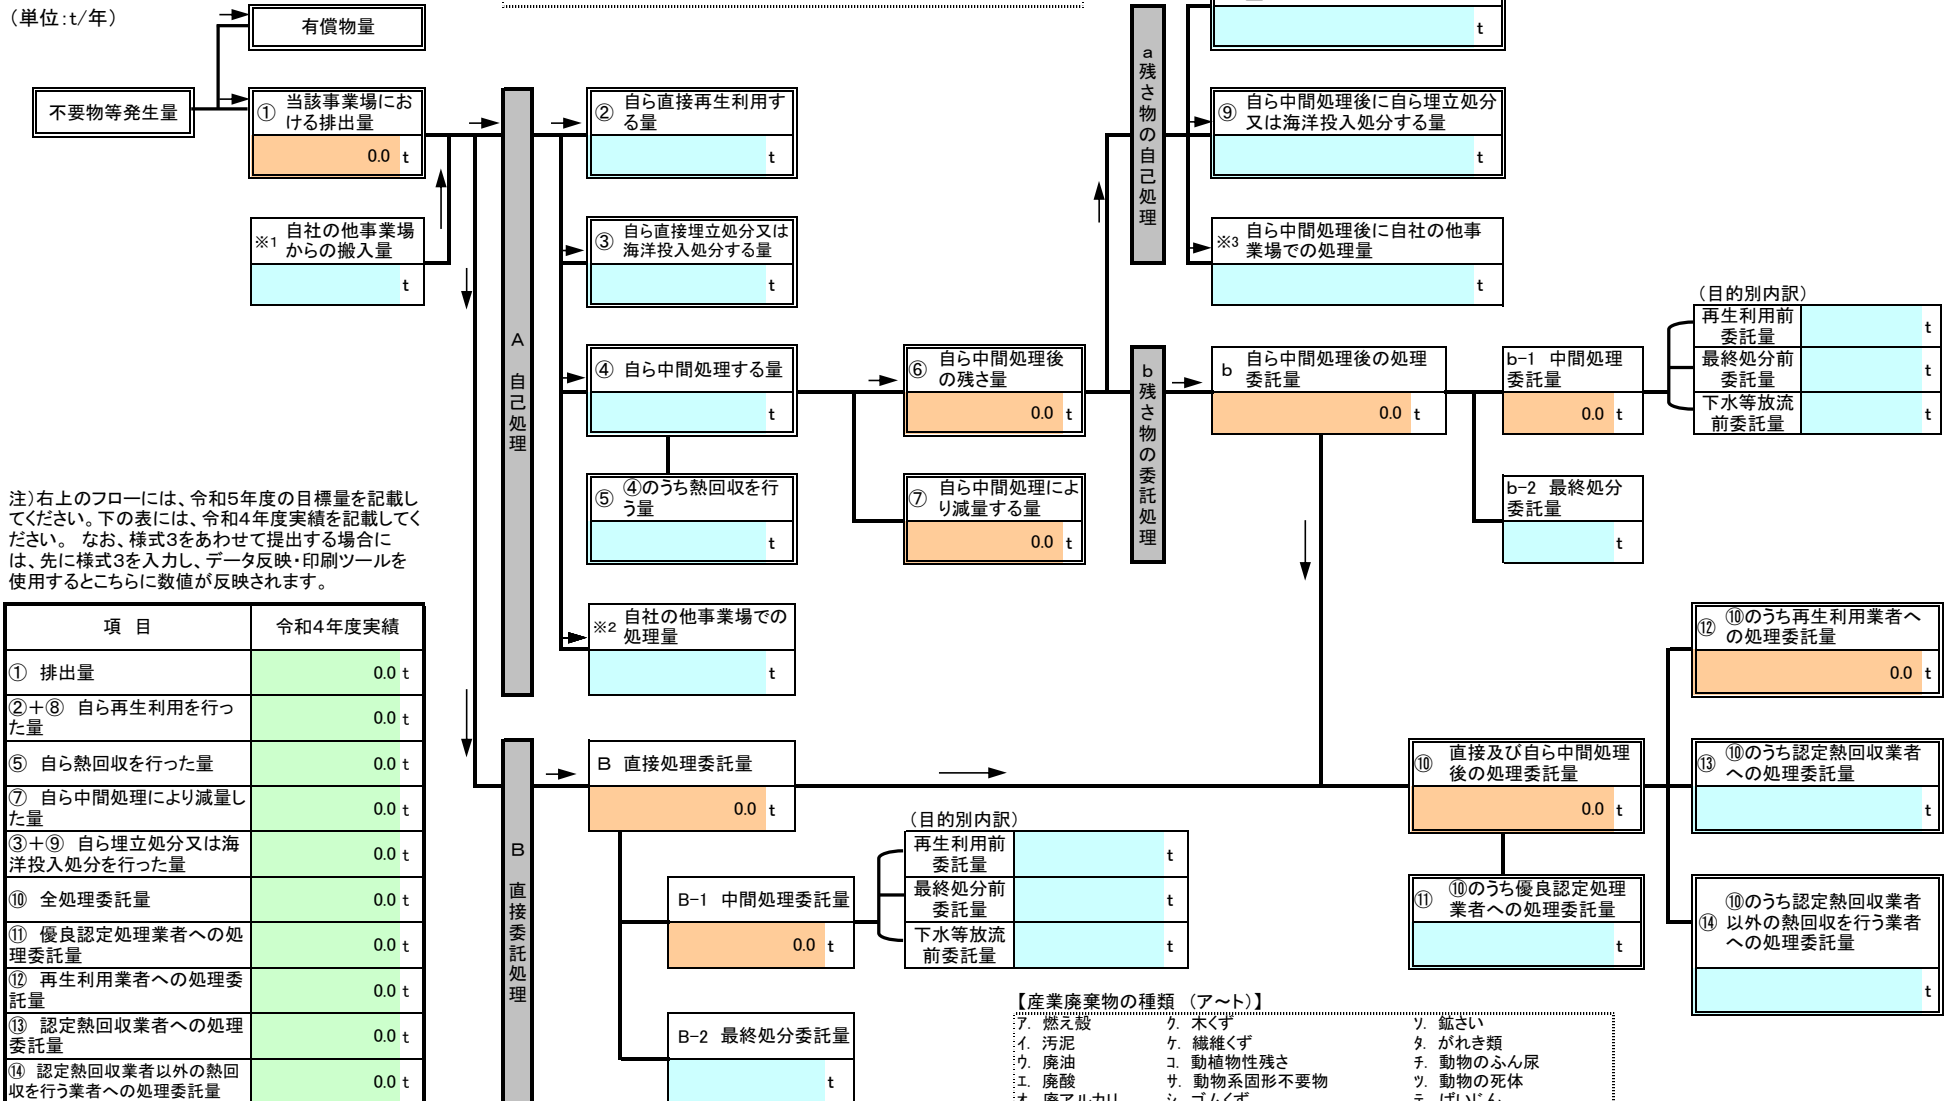 (単位:t/年)
有償物量
不要物等発生量
① 当該事業場にお
ける排出量
0.0 t
※1 自社の他事業場
からの搬入量
t
A 自己処理
② 自ら直接再生利用す
る量
t
③ 自ら直接埋立処分又は
海洋投入処分する量
t
④ 自ら中間処理する量
t
⑤ ④のうち熱回収を行
う量
t
※2 自社の他事業場での
処理量
t
⑥ 自ら中間処理後
の残さ量
0.0 t
⑦ 自ら中間処理によ
り減量する量
0.0 t
a残さ物の自己処理
t
⑨ 自ら中間処理後に自ら埋立処分
又は海洋投入処分する量
t
※3 自ら中間処理後に自社の他事
業場での処理量
t
b残さ物の委託処理
b 自ら中間処理後の処理
委託量
0.0 t
b-1 中間処理
委託量
0.0 t
b-2 最終処分
委託量
t
(目的別内訳)
再生利用前
委託量
t
最終処分前
委託量
t
下水等放流
前委託量
t
注)右上のフローには、令和5年度の目標量を記載し
てください。下の表には、令和4年度実績を記載してく
ださい。 なお、様式3をあわせて提出する場合に
は、先に様式3を入力し、データ反映・印刷ツールを
使用するとこちらに数値が反映されます。
項 目 令和4年度実績
① 排出量 0.0 t
②+⑧ 自ら再生利用を行っ
た量 0.0 t
⑤ 自ら熱回収を行った量 0.0 t
⑦ 自ら中間処理により減量し
た量 0.0 t
③+⑨ 自ら埋立処分又は海
洋投入処分を行った量 0.0 t
⑩ 全処理委託量 0.0 t
⑪ 優良認定処理業者への処
理委託量 0.0 t
⑫ 再生利用業者への処理委
託量 0.0 t
⑬ 認定熱回収業者への処理
委託量 0.0 t
⑭ 認定熱回収業者以外の熱回
収を行う業者への処理委託量 0.0 t
B 直接委託処理
B 直接処理委託量
0.0 t
B-1 中間処理委託量
0.0 t
B-2 最終処分委託量
t
(目的別内訳)
再生利用前
委託量
t
最終処分前
委託量
t
下水等放流
前委託量
t
⑩ 直接及び自ら中間処理
後の処理委託量
0.0 t
⑪ ⑩のうち優良認定処理
業者への処理委託量
t
⑫ ⑩のうち再生利用業者へ
の処理委託量
0.0 t
⑬ ⑩のうち認定熱回収業者
への処理委託量
t
⑩のうち認定熱回収業者
⑭ 以外の熱回収を行う業者
への処理委託量
t
【産業廃棄物の種類 (ア~ト)】
ア. 燃え殻 ク. 木くず ソ. 鉱さい
イ. 汚泥 ケ. 繊維くず タ. がれき類
ウ. 廃油 コ. 動植物性残さ チ. 動物のふん尿
エ. 廃酸 サ. 動物系固形不要物 ツ. 動物の死体
オ. 廃アルカリ シ. ゴムくず テ. ばいじん